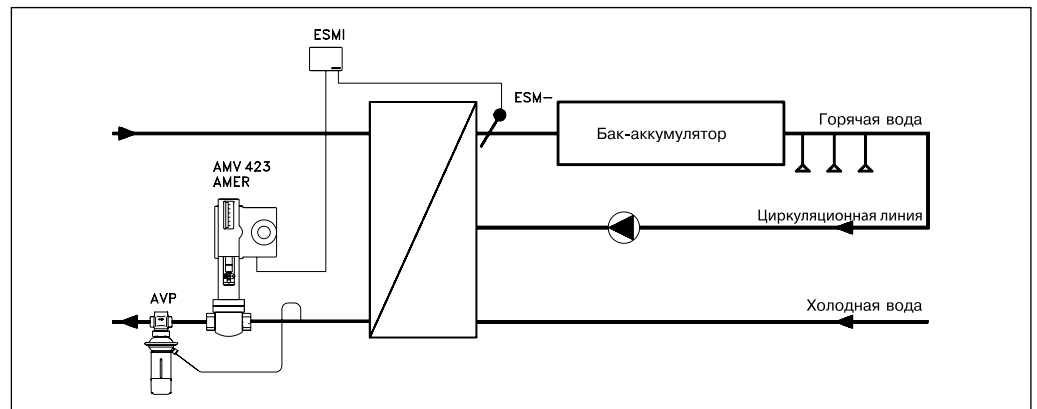 ESMI
ESM-
Бак-аккумулятор
Горячая вода
AMV 423
AMER
Циркуляционная линия
AVP
Холодная вода